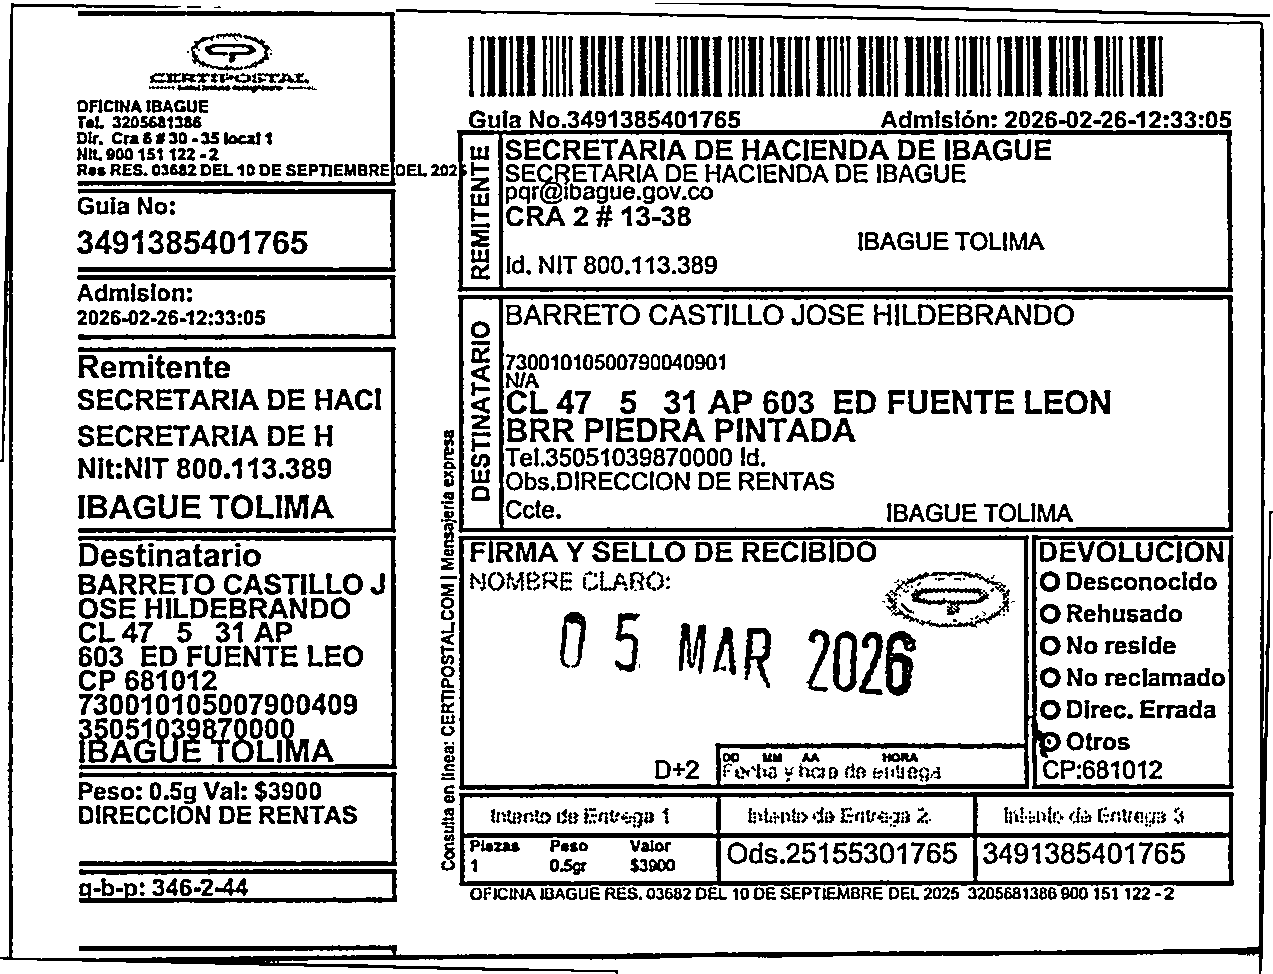 CERTIPOSTAL
OFICINA IBAGUE
Tel. 3205681386
Dir. Cra 6 # 30 - 35 local 1
Nit. 900 151 122 - 2
Res RES. 03682 DEL 10 DE SEPTIEMBRE DEL 2025
Guia No:
3491385401765
Admision:
2026-02-26-12:33:05
Remitente
SECRETARIA DE HACI
SECRETARIA DE H
Nit:NIT 800.113.389
IBAGUE TOLIMA
Destinatario
BARRETO CASTILLO J
OSE HILDEBRANDO
CL 47 5 31 AP
603 ED FUENTE LEO
CP 681012
730010105007900409
35051039870000
IBAGUE TOLIMA
Peso: 0.5g Val: $3900
DIRECCION DE RENTAS
g-b-p: 346-2-44
Consulta en linea: CERTIPOSTAL.COM | Mensajeria expresa
Guia No.3491385401765 Admisión: 2026-02-26-12:33:05
REMITENTE
SECRETARIA DE HACIENDA DE IBAGUE
SECRETARIA DE HACIENDA DE IBAGUE
pqr@ibague.gov.co
CRA 2 # 13-38
IBAGUE TOLIMA
Id. NIT 800.113.389
DESTINATARIO
BARRETO CASTILLO JOSE HILDEBRANDO
73001010500790040901
N/A
CL 47 5 31 AP 603 ED FUENTE LEON
BRR PIEDRA PINTADA
Tel.35051039870000 Id.
Obs.DIRECCION DE RENTAS
Ccte. IBAGUE TOLIMA
FIRMA Y SELLO DE RECIBIDO
NOMBRE CLARO:
05 MAR 2026
D+2
DD MM AA HORA
Fecha y hora de entrega
DEVOLUCION
Desconocido
Rehusado
No reside
No reclamado
Direc. Errada
Otros
CP:681012
Intento de Entrega 1 Intento de Entrega 2 Intento de Entrega 3
Piezas Peso Valor
1 0.5gr $3900
Ods.25155301765 3491385401765
OFICINA IBAGUE RES. 03682 DEL 10 DE SEPTIEMBRE DEL 2025 3205681386 900 151 122 - 2